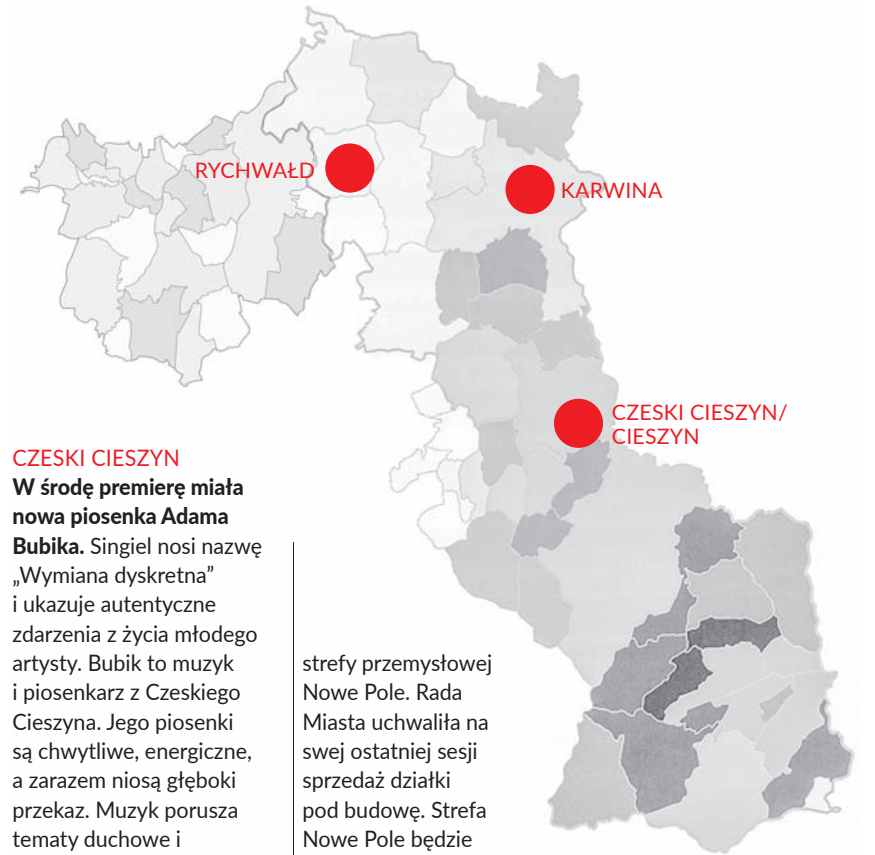 RYCHWAŁD
KARWINA
CZESKI CIESZYN/
CIESZYN
CZESKI CIESZYN
W środę premierę miała
nowa piosenka Adama
Bubika. Singiel nosi nazwę
„Wymiana dyskretna”
i ukazuje autentyczne
zdarzenia z życia młodego
artysty. Bubik to muzyk
i piosenkarz z Czeskiego
Cieszyna. Jego piosenki
są chwytliwe, energiczne,
a zarazem niosą głęboki
przekaz. Muzyk porusza
tematy duchowe i
strefy przemysłowej
Nowe Pole. Rada
Miasta uchwaliła na
swej ostatniej sesji
sprzedaż działki
pod budowę. Strefa
Nowe Pole będzie